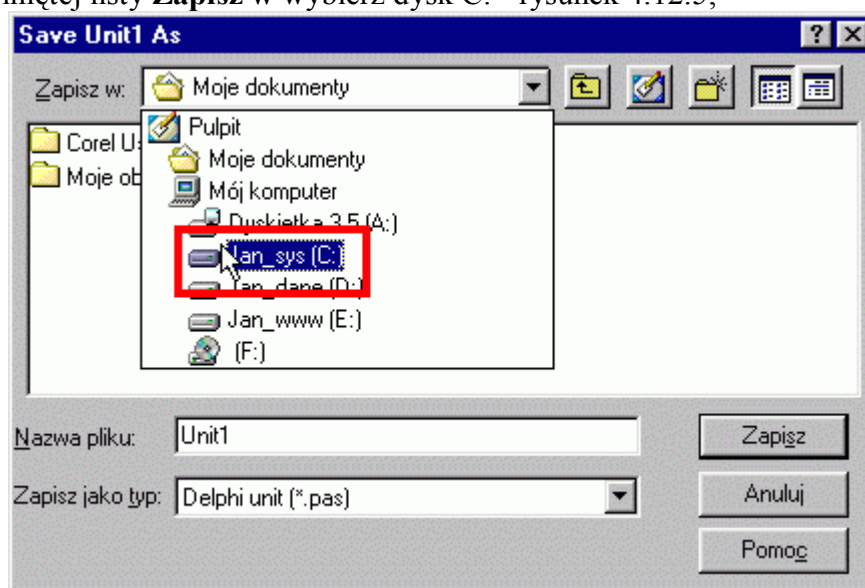 listy Zapisz w wybierz dysk C: - rysunek 4.12.5;
Save Unit1 As
Zapisz w: Moje dokumenty
Pulpit
Corel
Moje dokumenty
Moje
Mój komputer
Dyskietka 3.5 (A:)
Jan_sys (C:)
Jan_dane (D:)
Jan_www (E:)
(F:)
Nazwa pliku: Unit1
Zapisz
Zapisz jako typ: Delphi unit (*.pas)
Anuluj
Pomoc